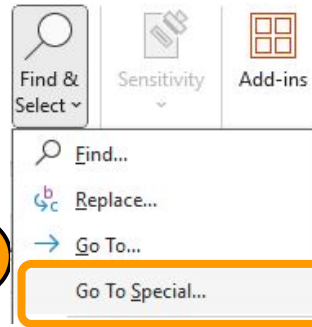 Find &
Select
Sensitivity
Add-ins
Find...
Replace...
Go To...
Go To Special...